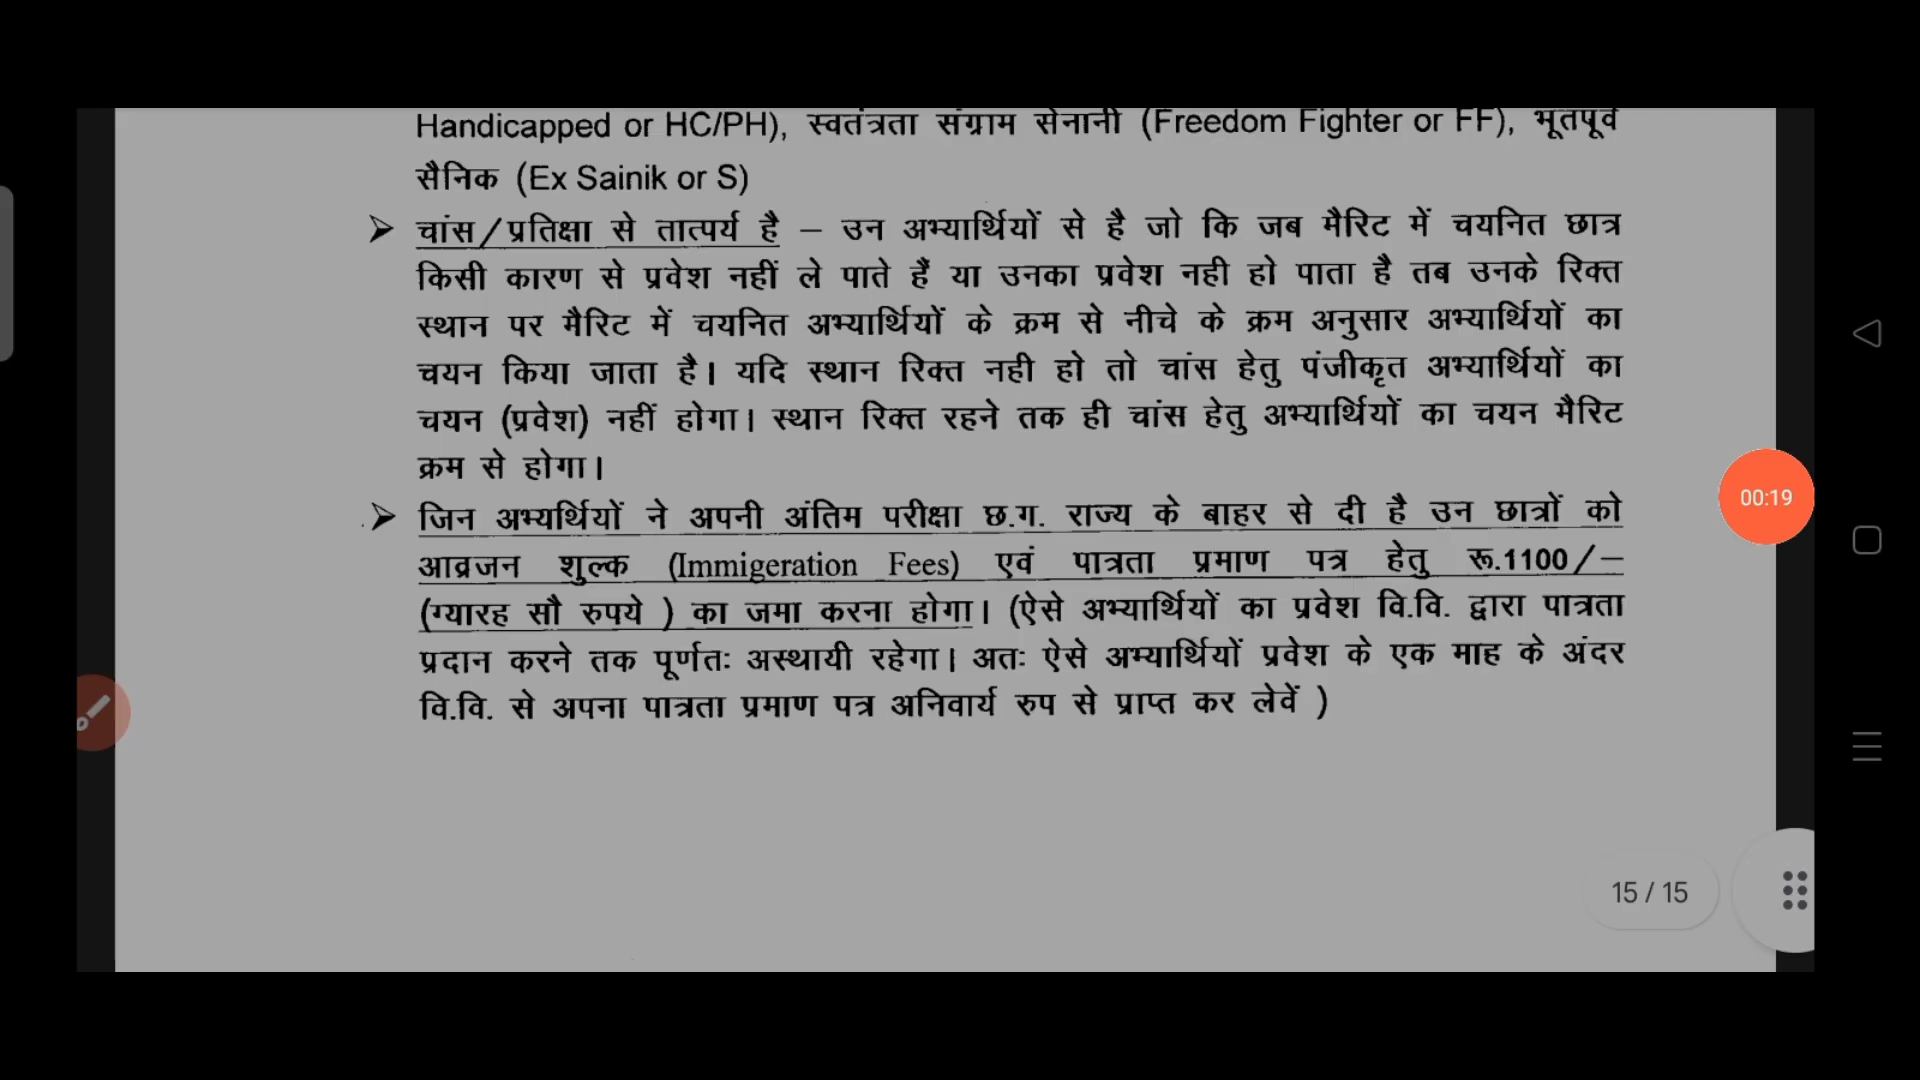 Handicapped or HC/PH), स्वतंत्रता संग्राम सेनानी (Freedom Fighter or FF), भूतपूर्व
सैनिक (Ex Sainik or S)
➢ चांस/प्रतिक्षा से तात्पर्य है – उन अभ्यार्थियों से है जो कि जब मैरिट में चयनित छात्र
किसी कारण से प्रवेश नहीं ले पाते हैं या उनका प्रवेश नही हो पाता है तब उनके रिक्त
स्थान पर मैरिट में चयनित अभ्यार्थियों के क्रम से नीचे के क्रम अनुसार अभ्यार्थियों का
चयन किया जाता है। यदि स्थान रिक्त नही हो तो चांस हेतु पंजीकृत अभ्यार्थियों का
चयन (प्रवेश) नहीं होगा। स्थान रिक्त रहने तक ही चांस हेतु अभ्यार्थियों का चयन मैरिट
क्रम से होगा।
➢ जिन अभ्यर्थियों ने अपनी अंतिम परीक्षा छ.ग. राज्य के बाहर से दी है उन छात्रों को
आव्रजन शुल्क (Immigeration Fees) एवं पात्रता प्रमाण पत्र हेतु रू.1100/–
(ग्यारह सौ रुपये ) का जमा करना होगा। (ऐसे अभ्यार्थियों का प्रवेश वि.वि. द्वारा पात्रता
प्रदान करने तक पूर्णतः अस्थायी रहेगा। अतः ऐसे अभ्यार्थियों प्रवेश के एक माह के अंदर
वि.वि. से अपना पात्रता प्रमाण पत्र अनिवार्य रुप से प्राप्त कर लेवें )
00:19
15 / 15